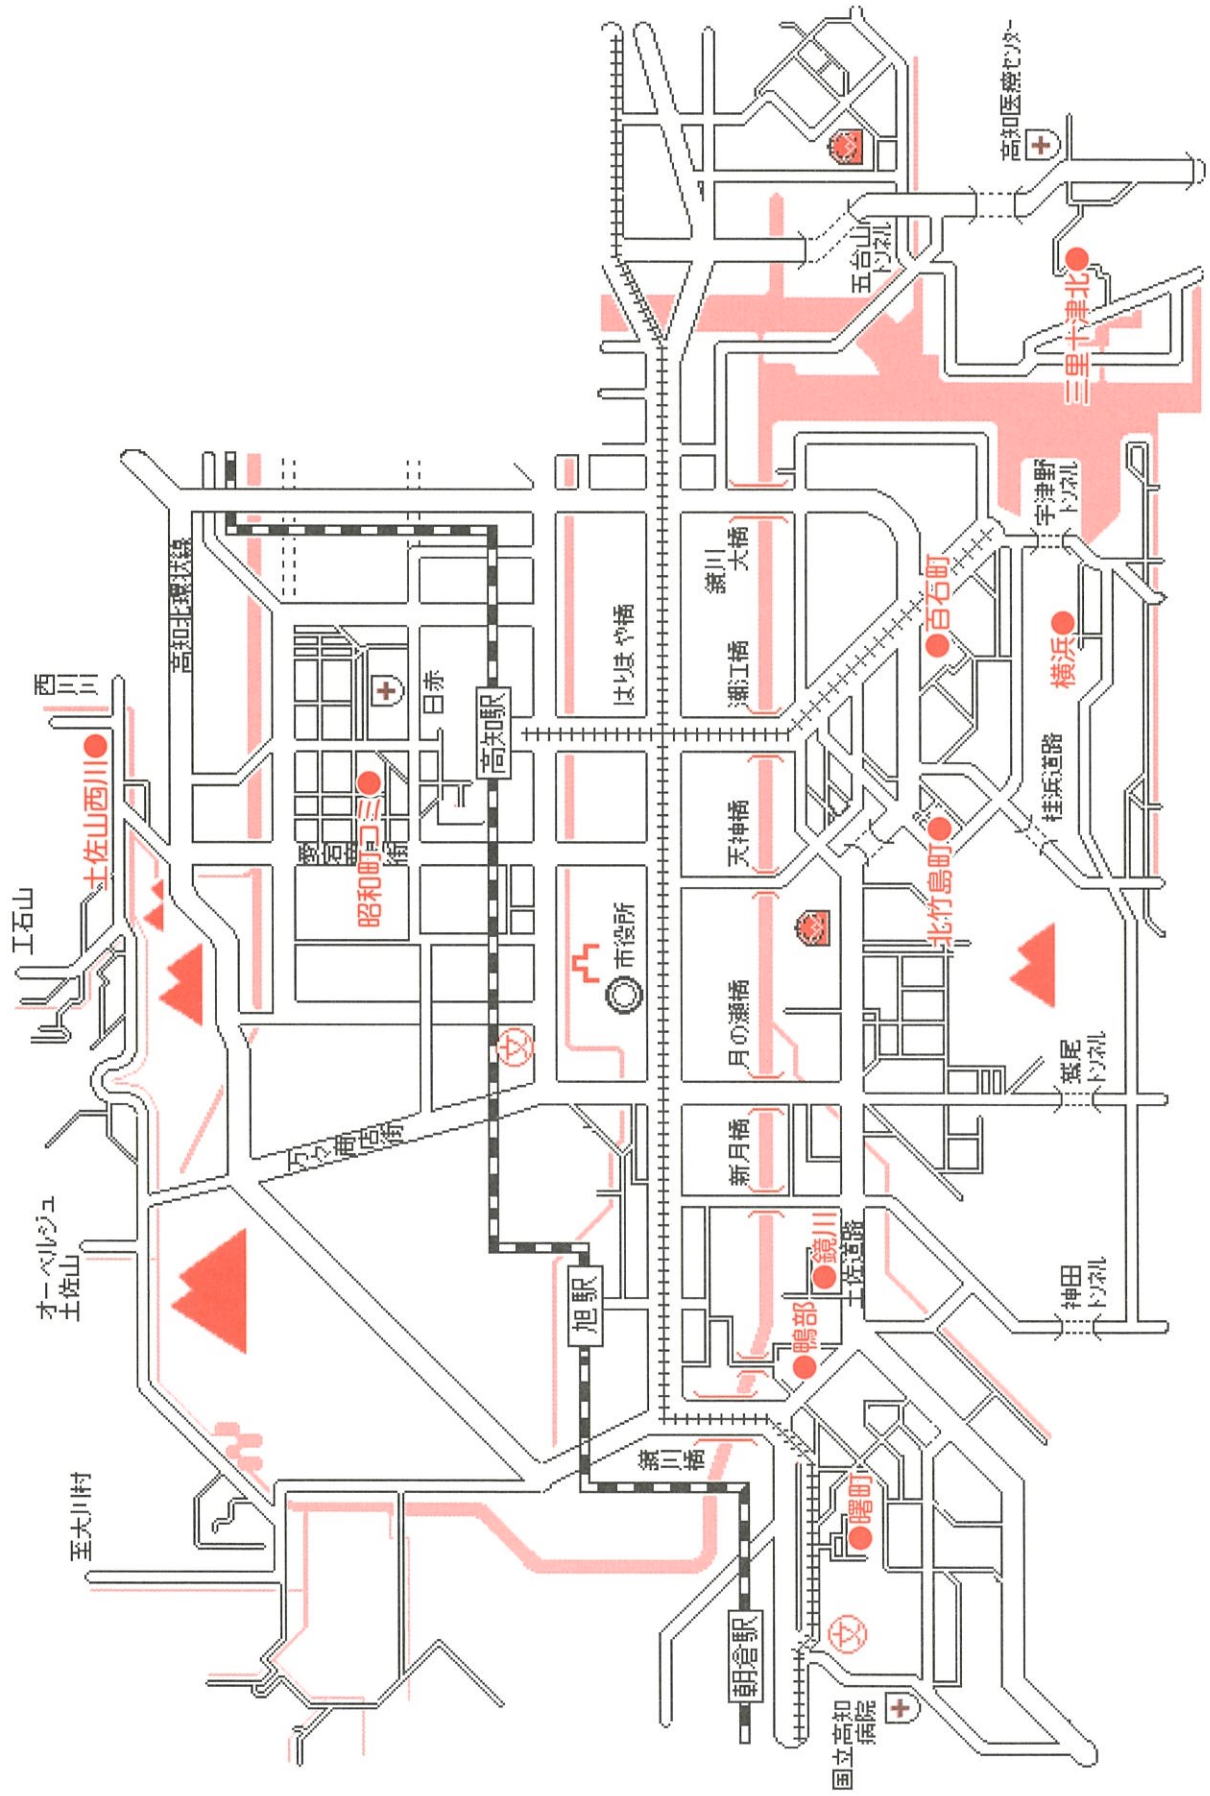 至大川村
オーベルジュ
土佐山
工石山
土佐山西川
西川川
高知北環状線
万々商店街
愛宕商店街
昭和町コミ
日赤
高知駅
旭駅
朝倉駅
市役所
はりまや橋
鏡川橋
新月橋
月の瀬橋
天神橋
潮江橋
鏡川
大橋
鴨部
鏡川
土佐道路
曙町
国立高知
病院
北竹島町
百石町
横浜
桂浜道路
神田
トンネル
鷲尾
トンネル
宇津野
トンネル
五台山
トンネル
三里十津北
高知医療センター
文
文